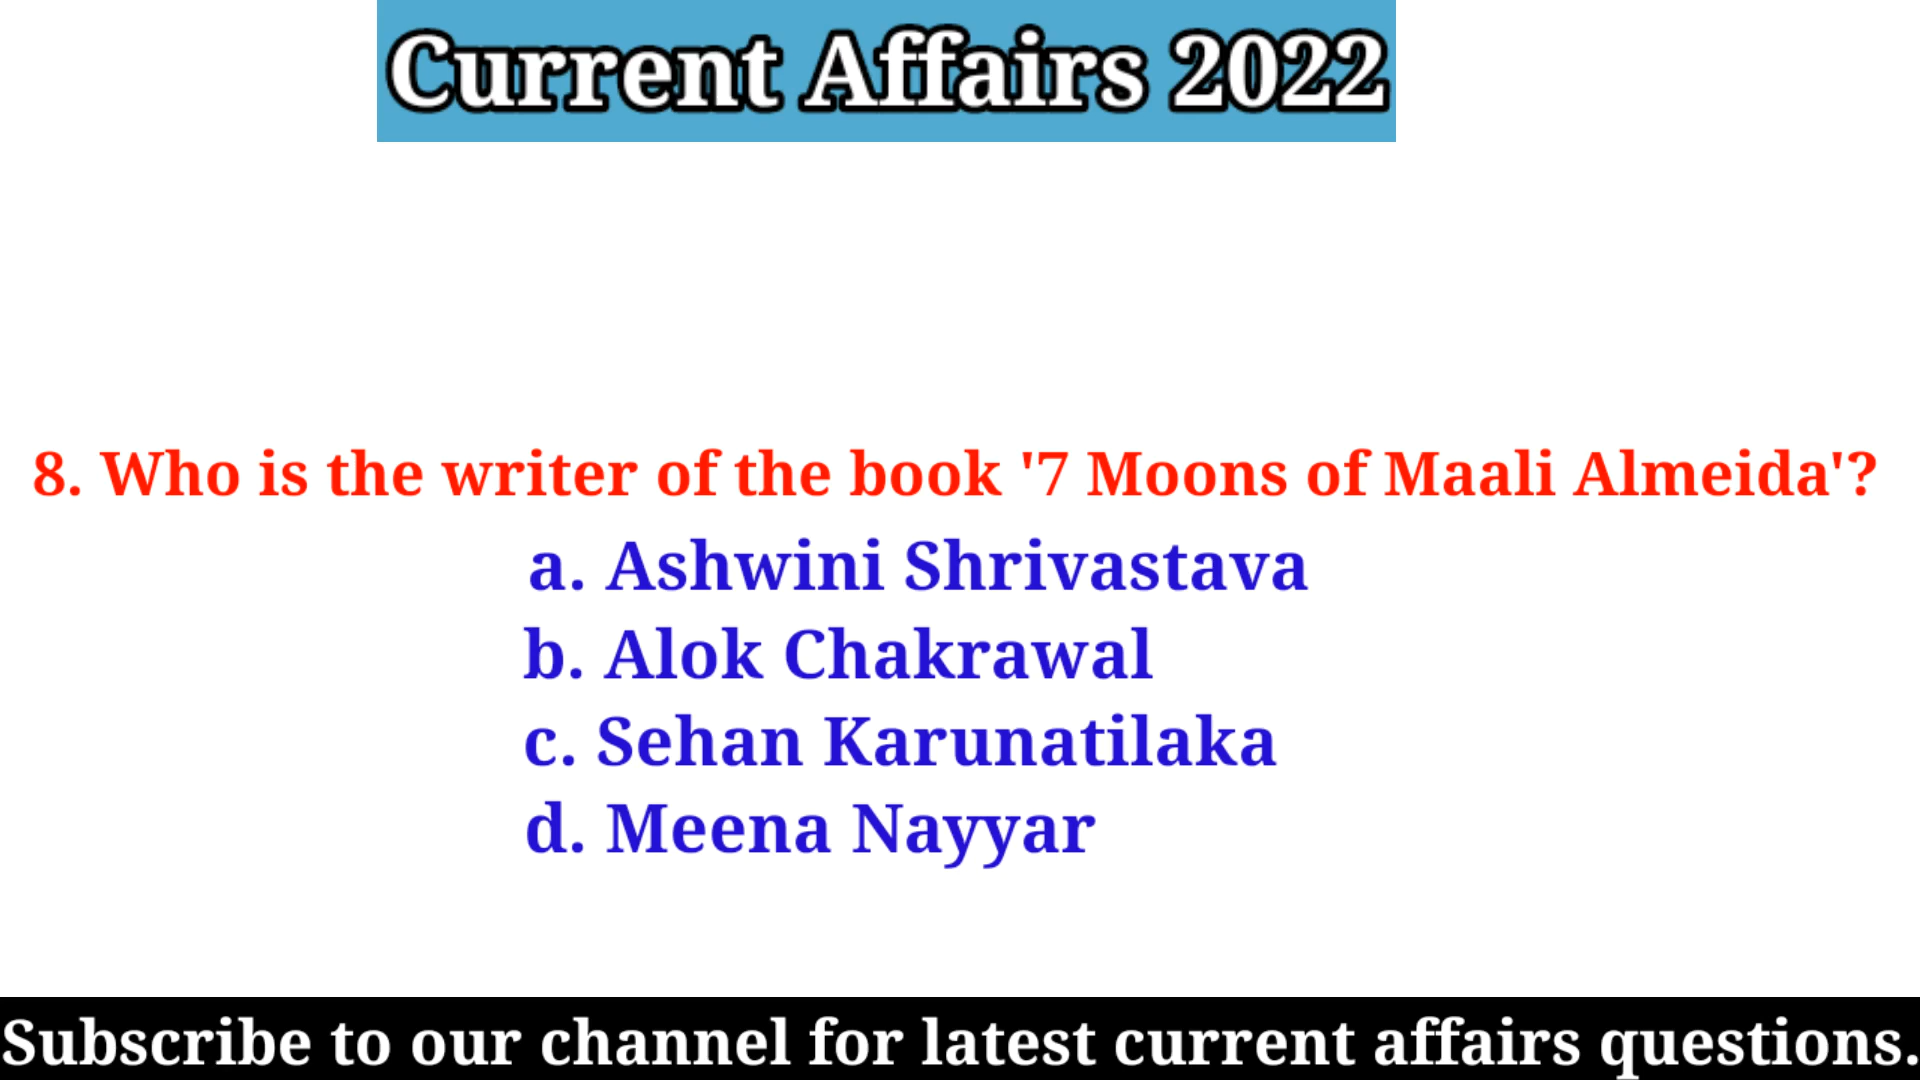 Current Affairs 2022
8. Who is the writer of the book '7 Moons of Maali Almeida'?
a. Ashwini Shrivastava
b. Alok Chakrawal
c. Sehan Karunatilaka
d. Meena Nayyar
Subscribe to our channel for latest current affairs questions.